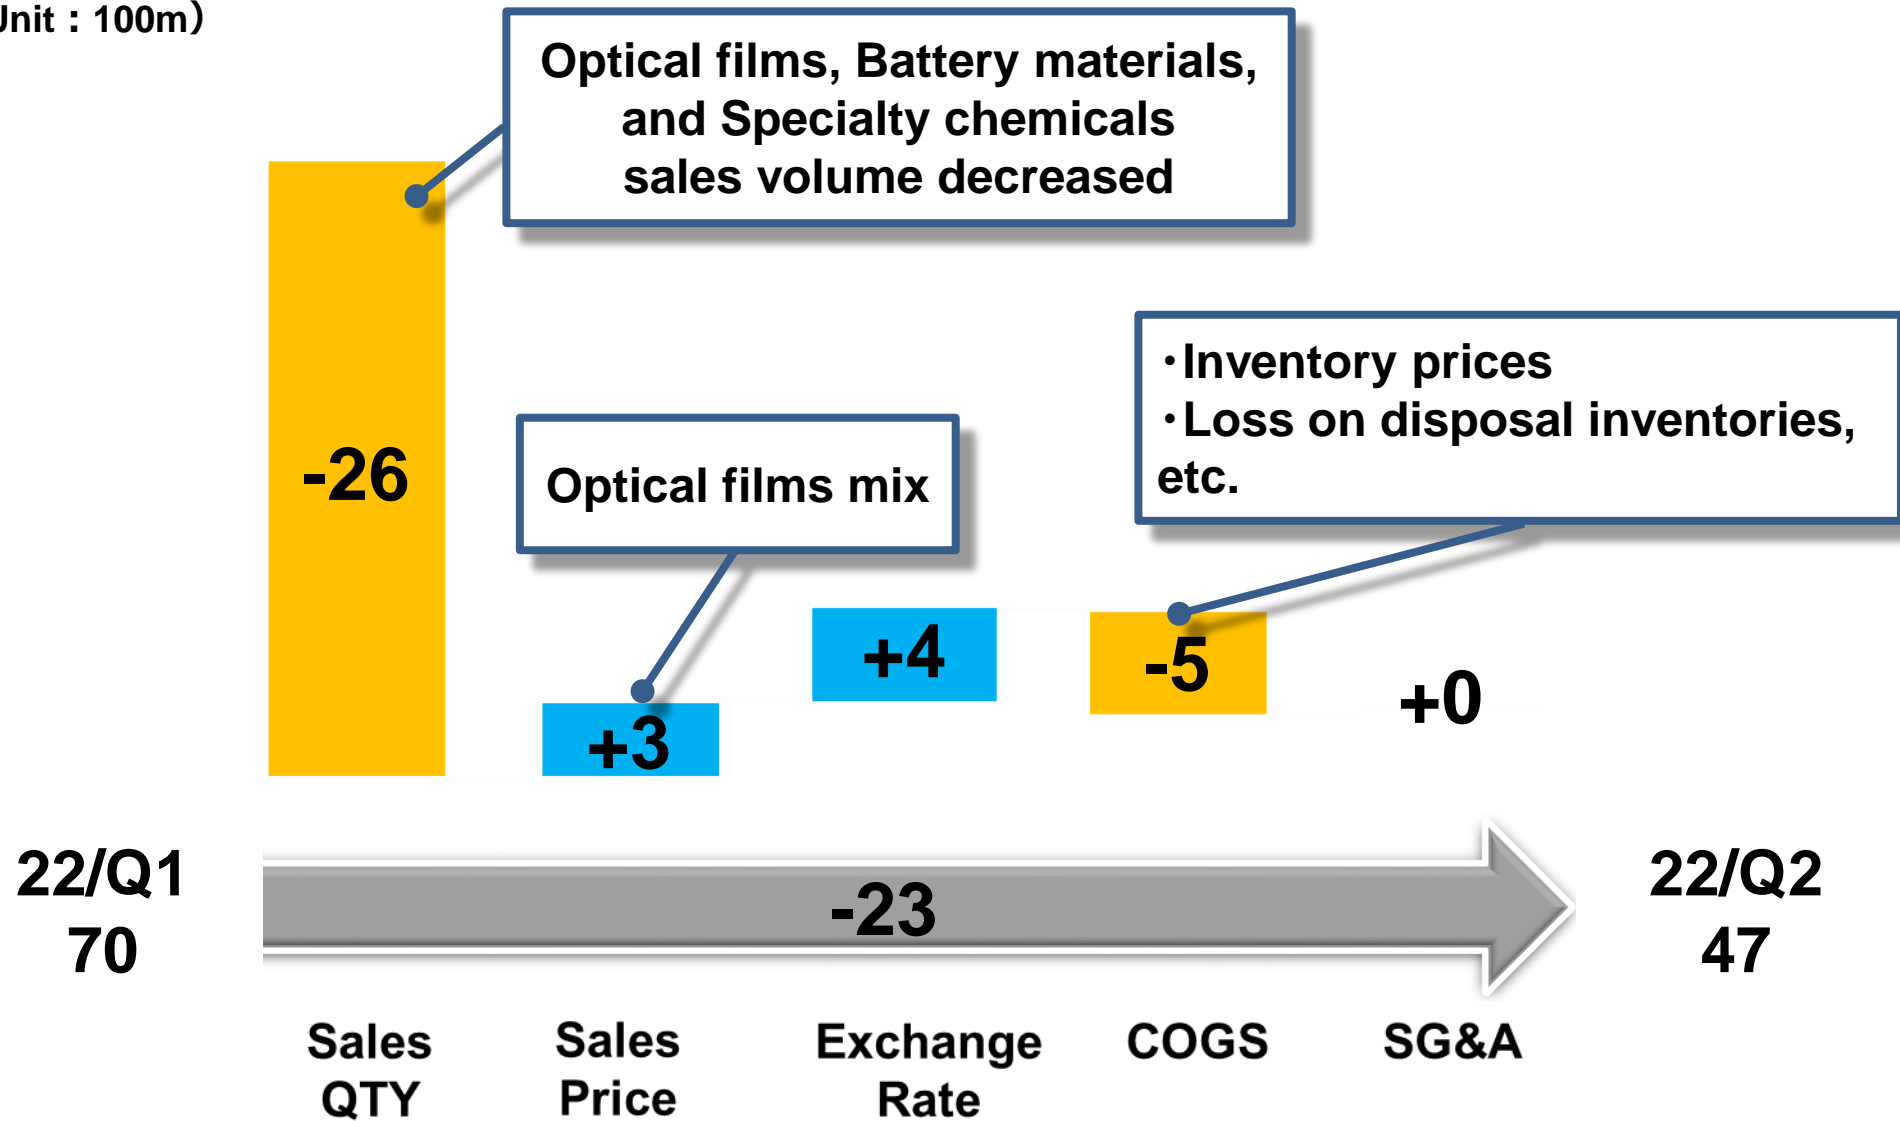 Unit：100m）
Optical films, Battery materials,
and Specialty chemicals
sales volume decreased
・Inventory prices
・Loss on disposal inventories,
etc.
-26
Optical films mix
+4
-5
+0
+3
22/Q1
70
-23
22/Q2
47
Sales
QTY
Sales
Price
Exchange
Rate
COGS
SG&A